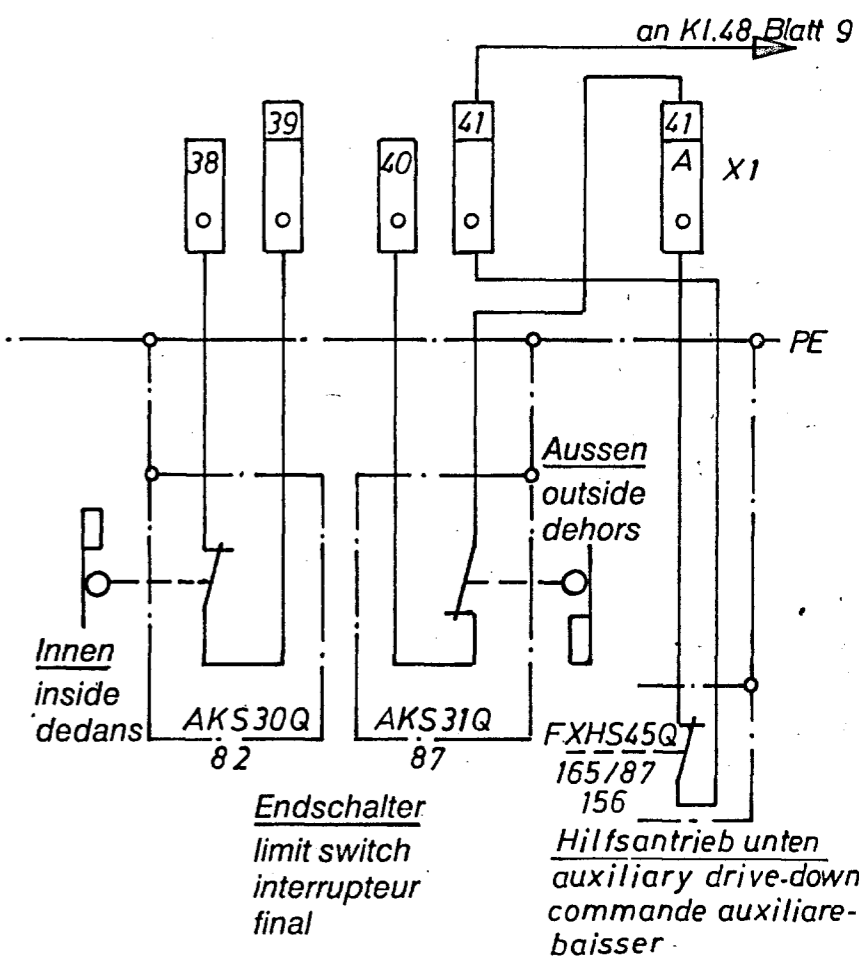 an Kl.48 Blatt 9
38
39
40
41
41
A
X1
PE
Aussen
outside
dehors
Innen
inside
dedans
AKS30Q
82
AKS31Q
87
FXHS45Q
165/87
156
Endschalter
limit switch
interrupteur
final
Hilfsantrieb unten
auxiliary drive-down
commande auxiliare-
baisser